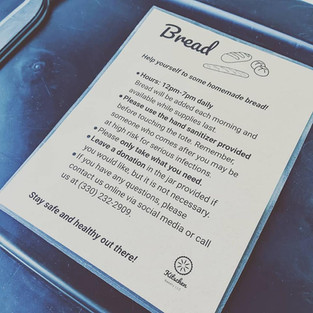 Bread
Help yourself to some homemade bread!
• Hours: 12pm-7pm daily
Bread will be added each morning and
available while supplies last.
• Please use the hand sanitizer provided
before touching the tote. Remember,
someone who comes after you may be
at high risk for serious infections.
• Please only take what you need.
• Leave a donation in the jar provided if
you would like, but it is not necessary.
• If you have any questions, please
contact us online via social media or call
us at (330) 232-2909.
Stay safe and healthy out there!
Kitschen